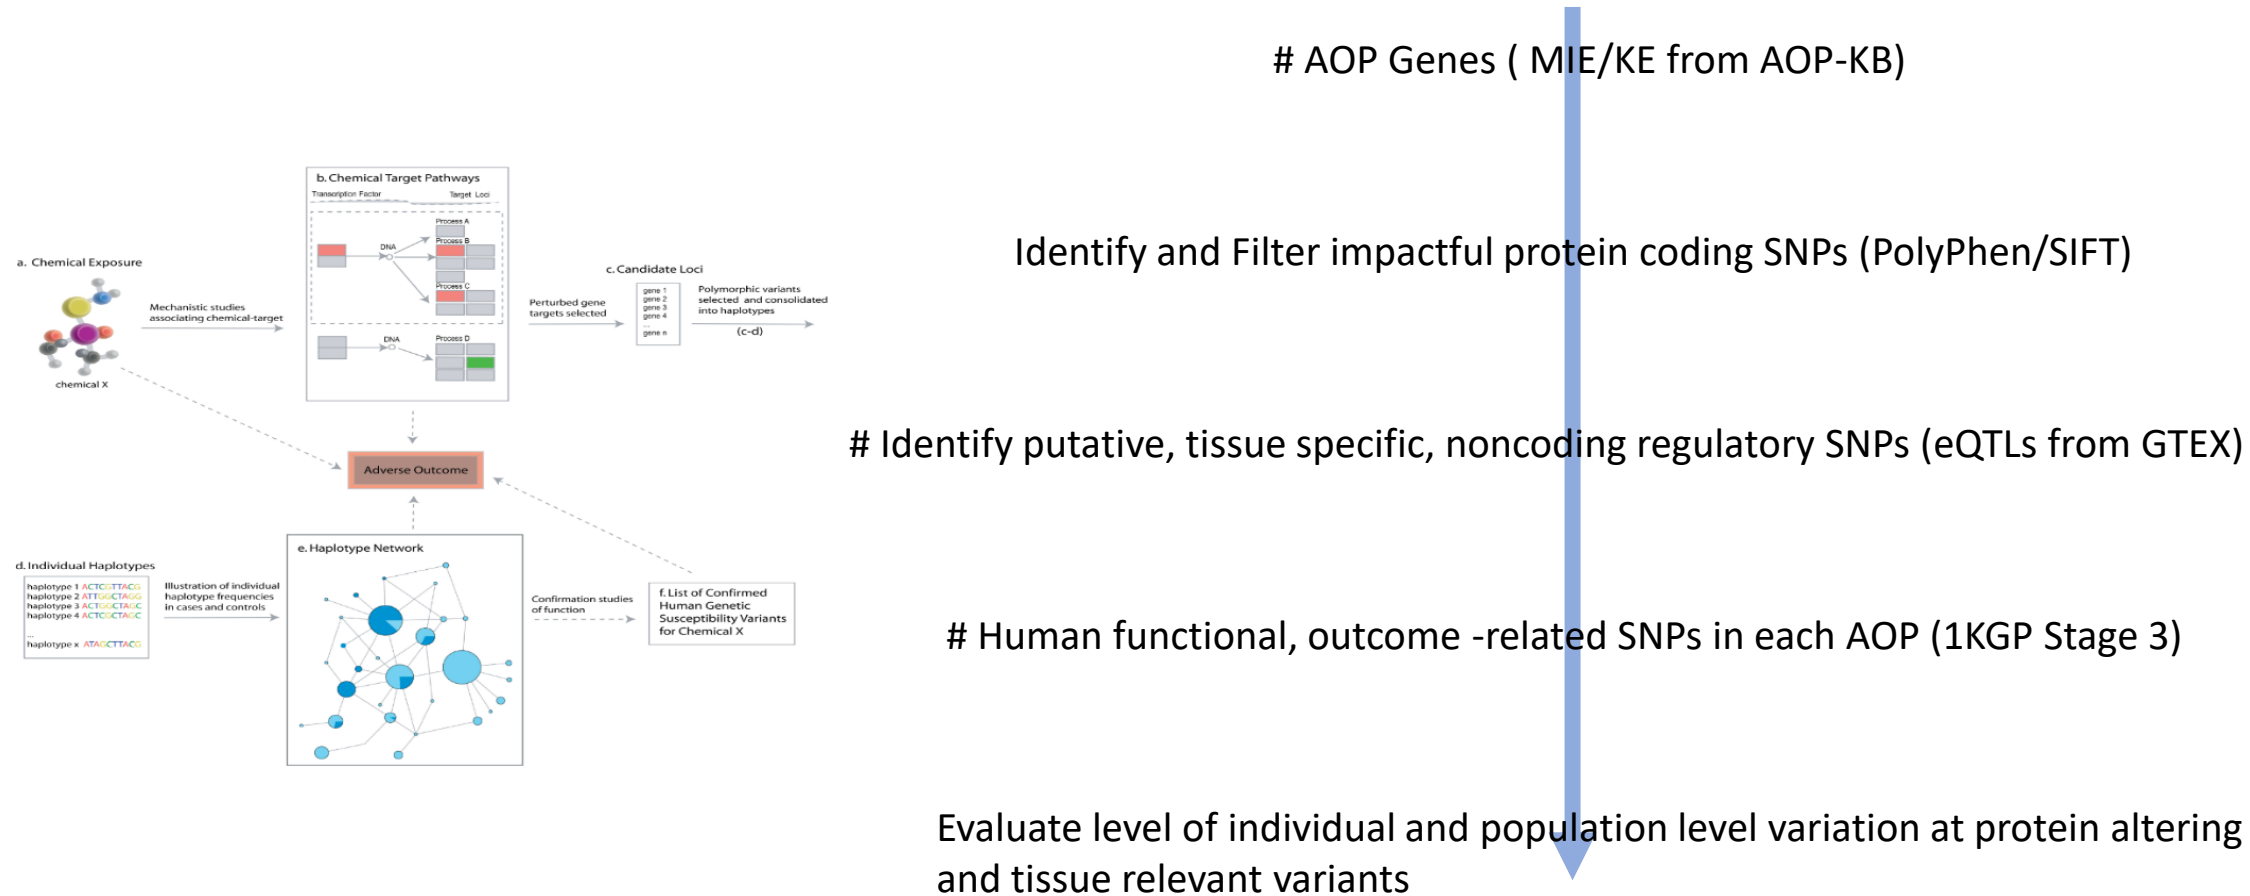 # AOP Genes ( MIE/KE from AOP-KB)
Identify and Filter impactful protein coding SNPs (PolyPhen/SIFT)
# Identify putative, tissue specific, noncoding regulatory SNPs (eQTLs from GTEX)
# Human functional, outcome -related SNPs in each AOP (1KGP Stage 3)
Evaluate level of individual and population level variation at protein altering
and tissue relevant variants
a. Chemical Exposure
chemical X
Mechanistic studies
associating chemical-target
b. Chemical Target Pathways
Transcription Factor
Target Loci
DNA
Process A
Process B
Process C
DNA
Process D
Perturbed gene
targets selected
c. Candidate Loci
gene 1
gene 2
gene 3
gene 4
...
gene n
Polymorphic variants
selected and consolidated
into haplotypes
(c-d)
Adverse Outcome
d. Individual Haplotypes
haplotype 1 ACTCGTTACG
haplotype 2 ATTGGCTAGG
haplotype 3 ACTGGCTAGC
haplotype 4 ACTCGCTAGC
...
haplotype x ATAGCTTACG
Illustration of individual
haplotype frequencies
in cases and controls
e. Haplotype Network
Confirmation studies
of function
f. List of Confirmed
Human Genetic
Susceptibility Variants
for Chemical X